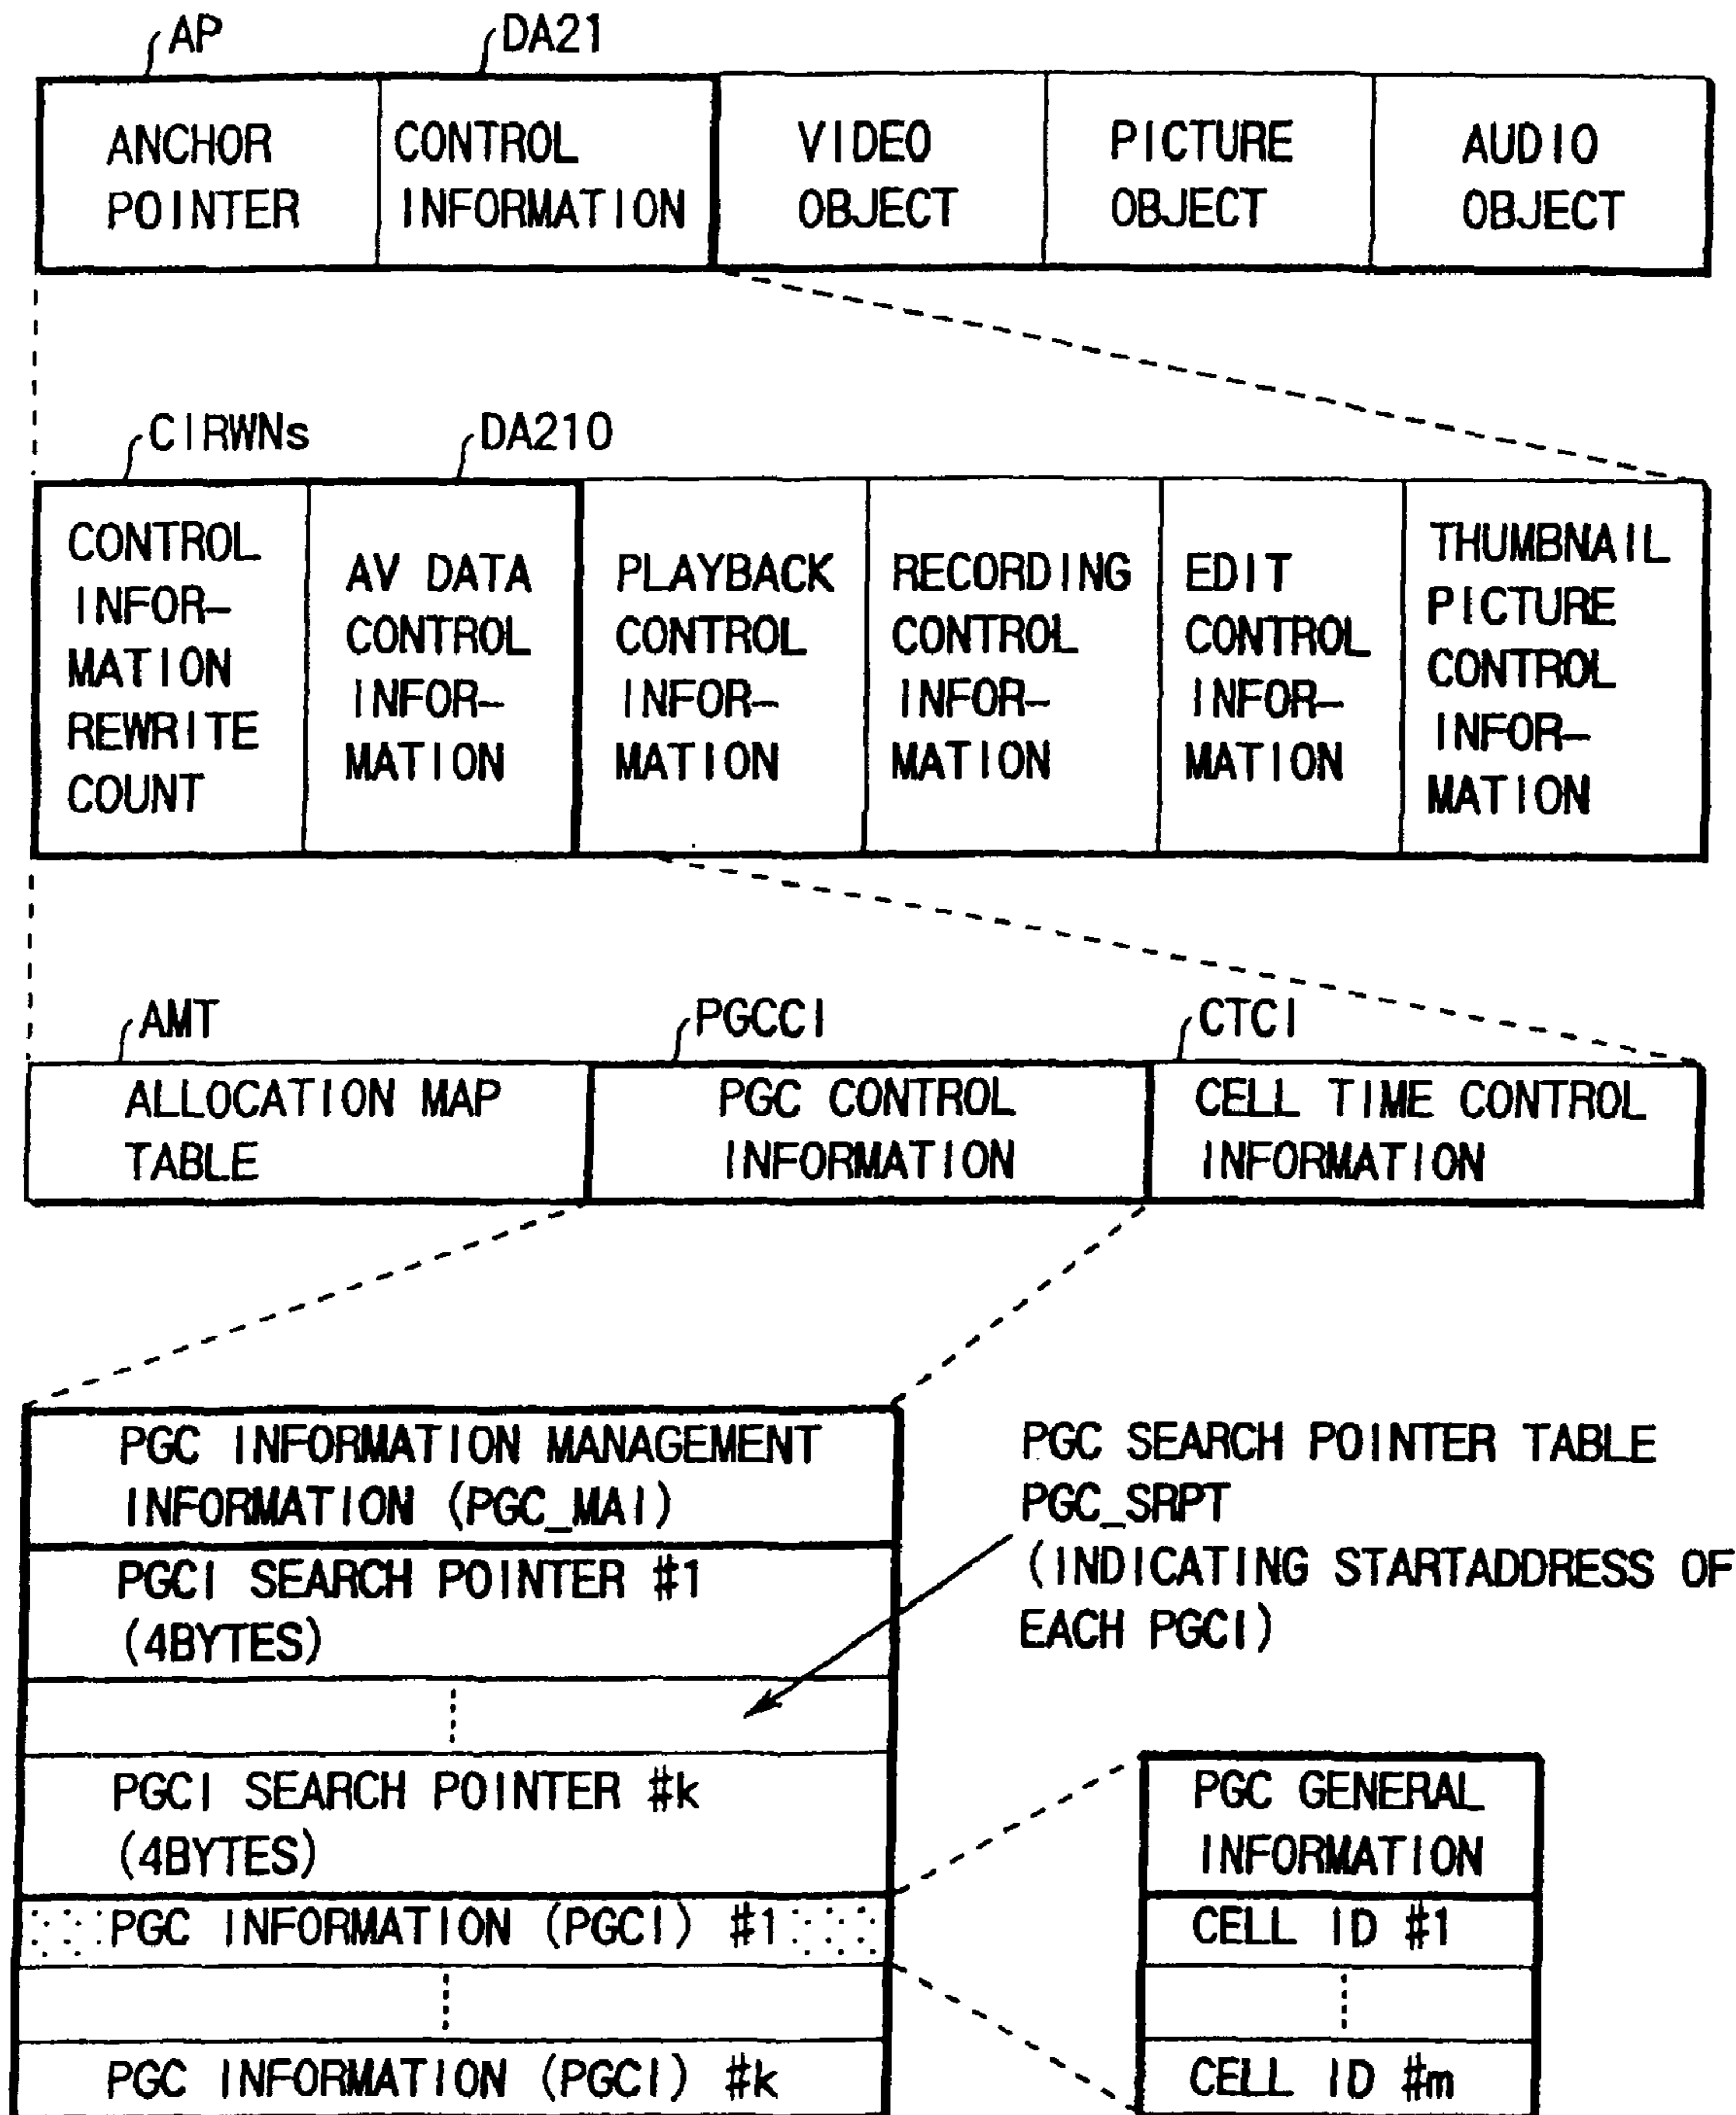 AP
DA21
ANCHOR
POINTER
CONTROL
INFORMATION
VIDEO
OBJECT
PICTURE
OBJECT
AUDIO
OBJECT
CIRWNs
DA210
CONTROL
INFOR-
MATION
REWRITE
COUNT
AV DATA
CONTROL
INFOR-
MATION
PLAYBACK
CONTROL
INFOR-
MATION
RECORDING
CONTROL
INFOR-
MATION
EDIT
CONTROL
INFOR-
MATION
THUMBNAIL
PICTURE
CONTROL
INFOR-
MATION
AMT
PGCCI
CTCI
ALLOCATION MAP
TABLE
PGC CONTROL
INFORMATION
CELL TIME CONTROL
INFORMATION
PGC INFORMATION MANAGEMENT
INFORMATION (PGC_MAI)
PGCI SEARCH POINTER #1
(4BYTES)
PGCI SEARCH POINTER #k
(4BYTES)
PGC INFORMATION (PGCI) #1
PGC INFORMATION (PGCI) #k
PGC SEARCH POINTER TABLE
PGC_SRPT
(INDICATING STARTADDRESS OF
EACH PGCI)
PGC GENERAL
INFORMATION
CELL ID #1
CELL ID #m